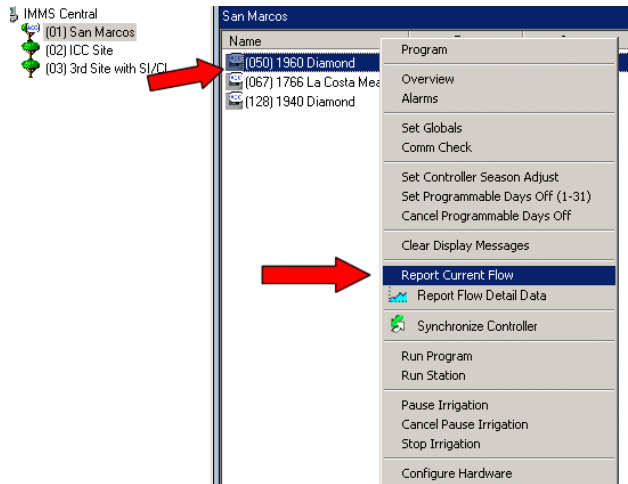 IMMS Central
(01) San Marcos
(02) ICC Site
(03) 3rd Site with SI/CI
San Marcos
Name
(050) 1960 Diamond
(067) 1766 La Costa Mea
(128) 1940 Diamond
Program
Overview
Alarms
Set Globals
Comm Check
Set Controller Season Adjust
Set Programmable Days Off (1-31)
Cancel Programmable Days Off
Clear Display Messages
Report Current Flow
Report Flow Detail Data
Synchronize Controller
Run Program
Run Station
Pause Irrigation
Cancel Pause Irrigation
Stop Irrigation
Configure Hardware